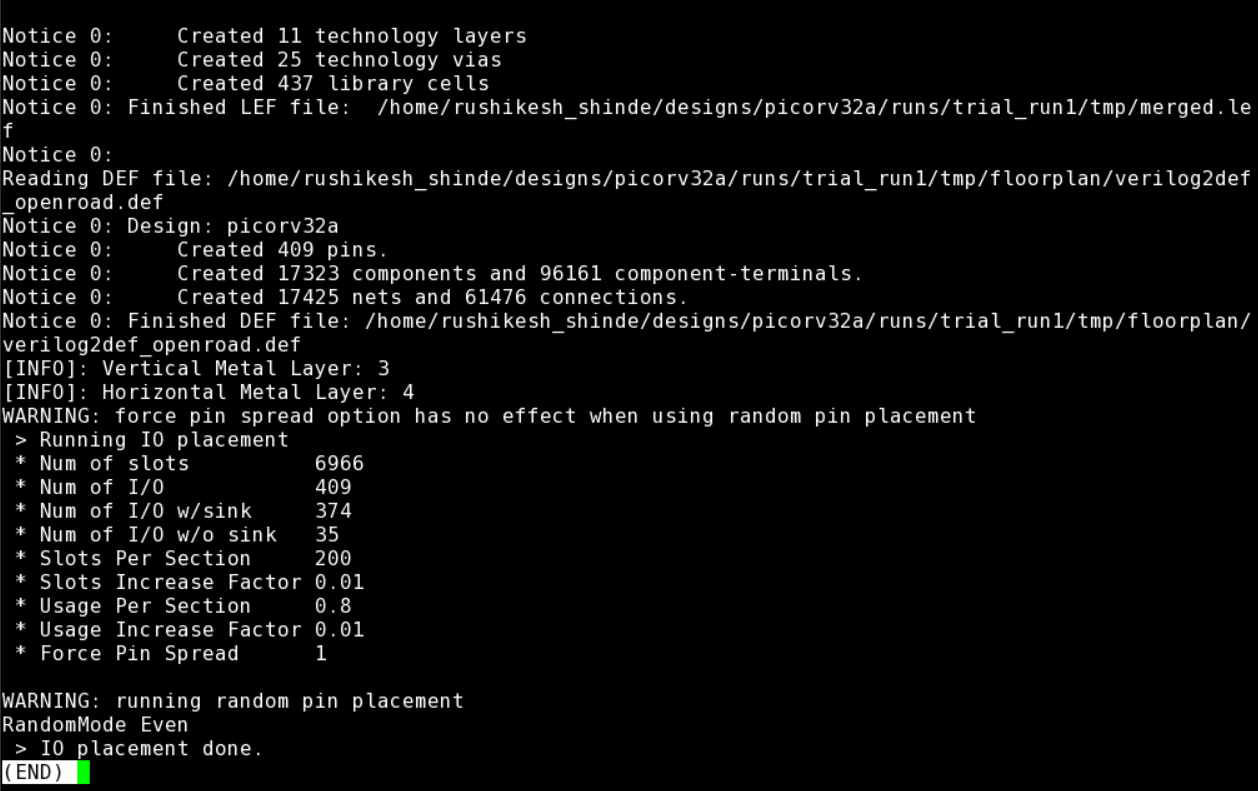 Notice 0:     Created 11 technology layers
Notice 0:     Created 25 technology vias
Notice 0:     Created 437 library cells
Notice 0: Finished LEF file:  /home/rushikesh_shinde/designs/picorv32a/runs/trial_run1/tmp/merged.le
f
Notice 0:
Reading DEF file: /home/rushikesh_shinde/designs/picorv32a/runs/trial_run1/tmp/floorplan/verilog2def
_openroad.def
Notice 0: Design: picorv32a
Notice 0:     Created 409 pins.
Notice 0:     Created 17323 components and 96161 component-terminals.
Notice 0:     Created 17425 nets and 61476 connections.
Notice 0: Finished DEF file: /home/rushikesh_shinde/designs/picorv32a/runs/trial_run1/tmp/floorplan/
verilog2def_openroad.def
[INFO]: Vertical Metal Layer: 3
[INFO]: Horizontal Metal Layer: 4
WARNING: force pin spread option has no effect when using random pin placement
 > Running IO placement
 * Num of slots          6966
 * Num of I/O            409
 * Num of I/O w/sink     374
 * Num of I/O w/o sink   35
 * Slots Per Section     200
 * Slots Increase Factor 0.01
 * Usage Per Section     0.8
 * Usage Increase Factor 0.01
 * Force Pin Spread      1

WARNING: running random pin placement
RandomMode Even
 > IO placement done.
(END)